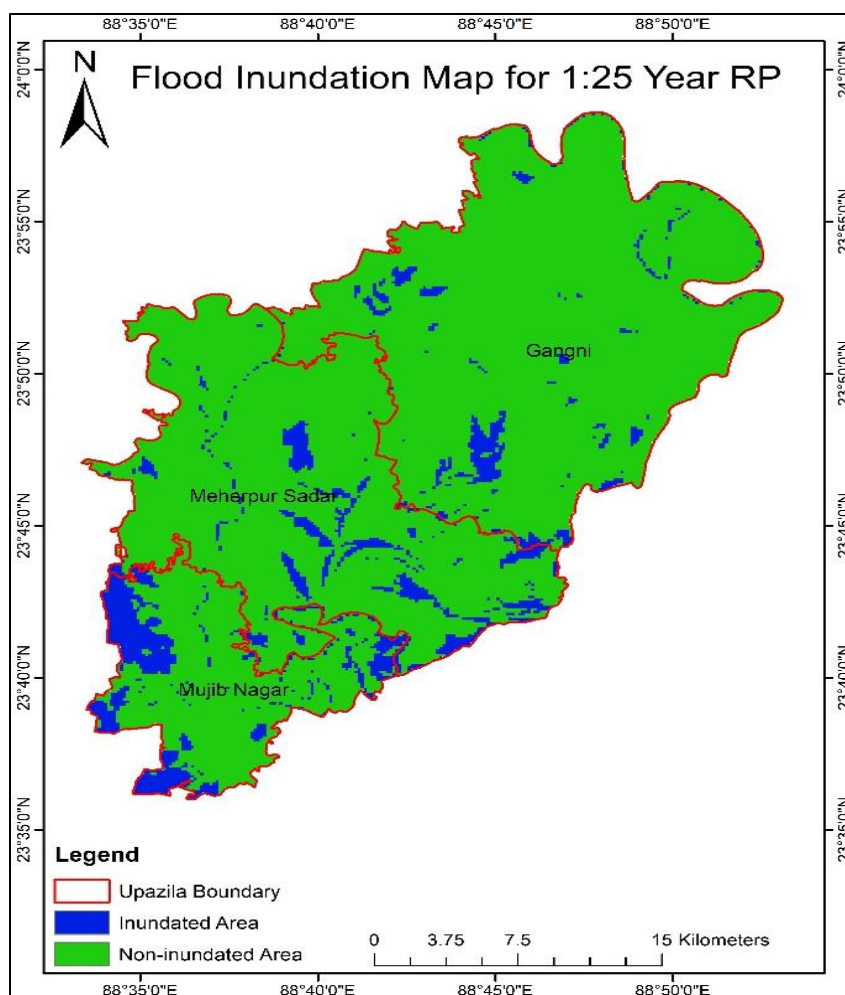 88°35'0"E 88°40'0"E 88°45'0"E 88°50'0"E
N
Flood Inundation Map for 1:25 Year RP
24°0'0"N 24°0'0"N
23°55'0"N 23°55'0"N
23°50'0"N 23°50'0"N
Gangni
Meherpur Sadar
23°45'0"N 23°45'0"N
23°40'0"N 23°40'0"N
Mujib Nagar
23°35'0"N 23°35'0"N
Legend
Upazila Boundary
Inundated Area
Non-inundated Area
0 3.75 7.5 15 Kilometers
88°35'0"E 88°40'0"E 88°45'0"E 88°50'0"E